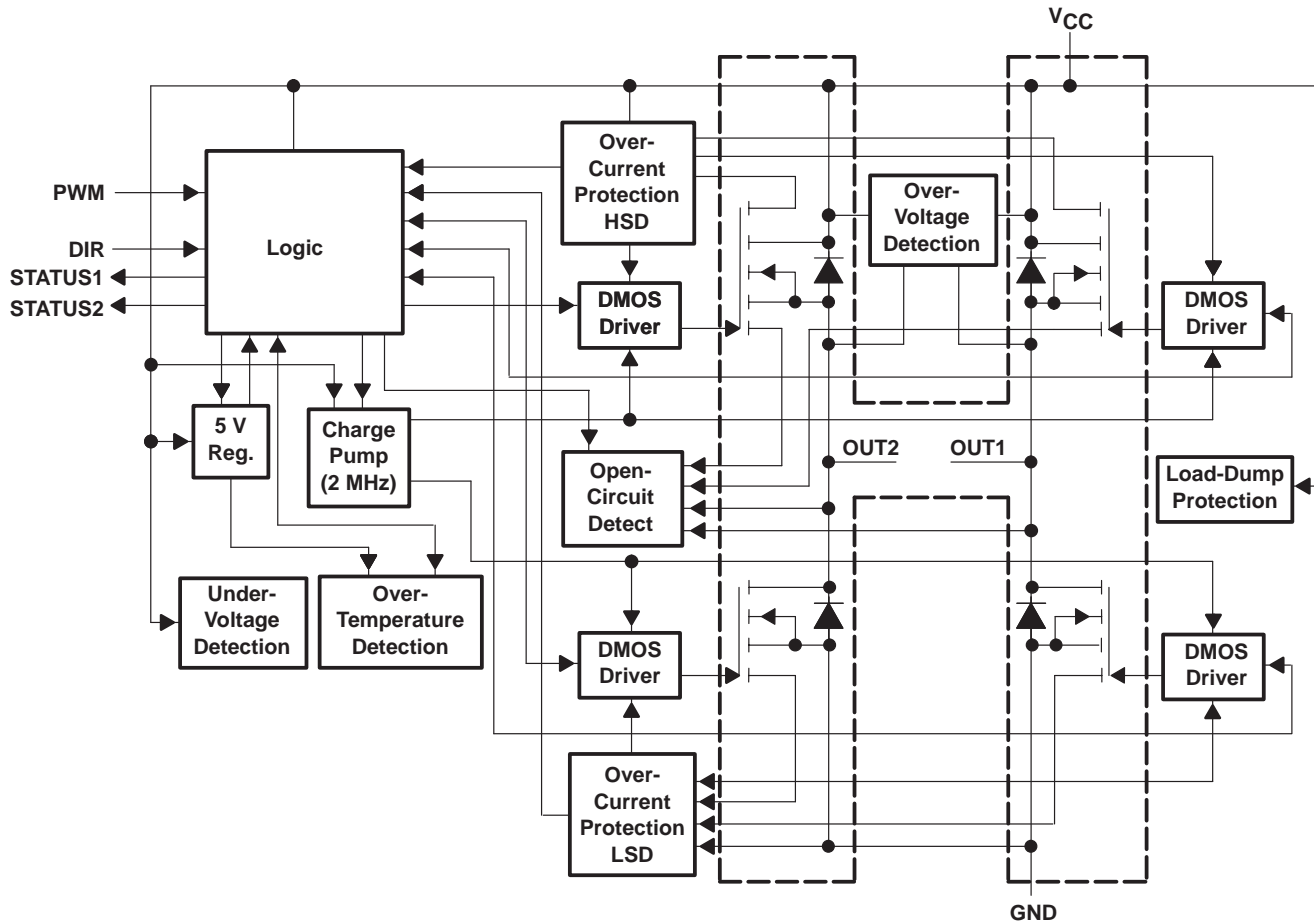 VCC
PWM
DIR
STATUS1
STATUS2
Logic
Over-
Current
Protection
HSD
Over-
Voltage
Detection
DMOS
Driver
DMOS
Driver
5 V
Reg.
Charge
Pump
(2 MHz)
Open-
Circuit
Detect
OUT2
OUT1
Load-Dump
Protection
Under-
Voltage
Detection
Over-
Temperature
Detection
DMOS
Driver
DMOS
Driver
Over-
Current
Protection
LSD
GND